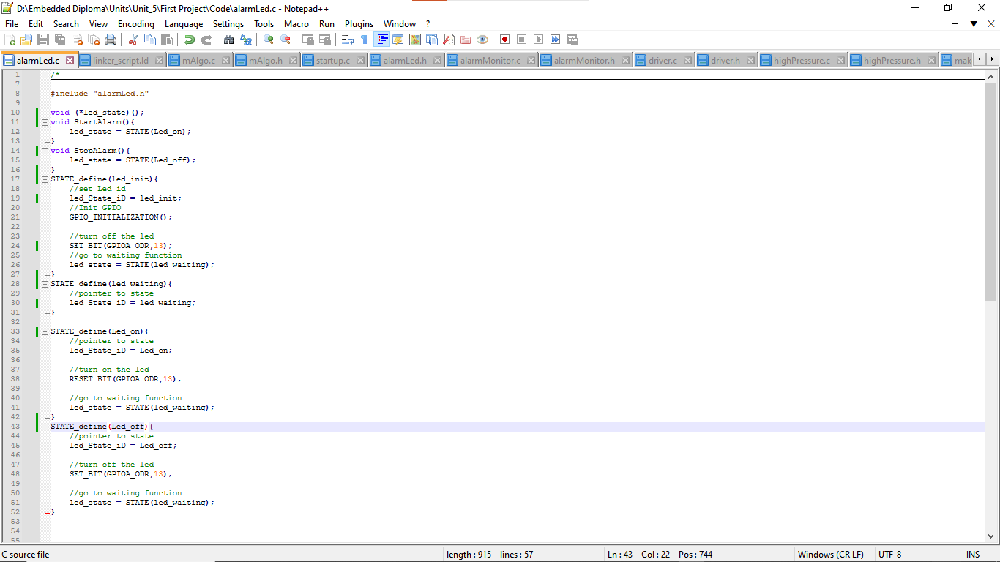 D:\Embedded Diploma\Units\Unit_5\First Project\Code\alarmLed.c - Notepad++
File Edit Search View Encoding Language Settings Tools Macro Run Plugins Window ? + ▼ X
alarmLed.c linker_script.ld mAlgo.c mAlgo.h startup.c alarmLed.h alarmMonitor.c alarmMonitor.h driver.c driver.h highPressure.c highPressure.h mak
1 /*
7
8 #include "alarmLed.h"
9
10 void (*led_state)();
11 void StartAlarm(){
12 led_state = STATE(Led_on);
13 }
14 void StopAlarm(){
15 led_state = STATE(Led_off);
16 }
17 STATE_define(led_init){
18 //set Led id
19 led_State_iD = led_init;
20 //Init GPIO
21 GPIO_INITIALIZATION();
22
23 //turn off the led
24 SET_BIT(GPIOA_ODR,13);
25 //go to waiting function
26 led_state = STATE(led_waiting);
27 }
28 STATE_define(led_waiting){
29 //pointer to state
30 led_State_iD = led_waiting;
31 }
32
33 STATE_define(Led_on){
34 //pointer to state
35 led_State_iD = Led_on;
36
37 //turn on the led
38 RESET_BIT(GPIOA_ODR,13);
39
40 //go to waiting function
41 led_state = STATE(led_waiting);
42 }
43 STATE_define(Led_off){
44 //pointer to state
45 led_State_iD = Led_off;
46
47 //turn off the led
48 SET_BIT(GPIOA_ODR,13);
49
50 //go to waiting function
51 led_state = STATE(led_waiting);
52 }
53
54
55
C source file length : 915 lines : 57 Ln : 43 Col : 22 Pos : 744 Windows (CR LF) UTF-8 INS